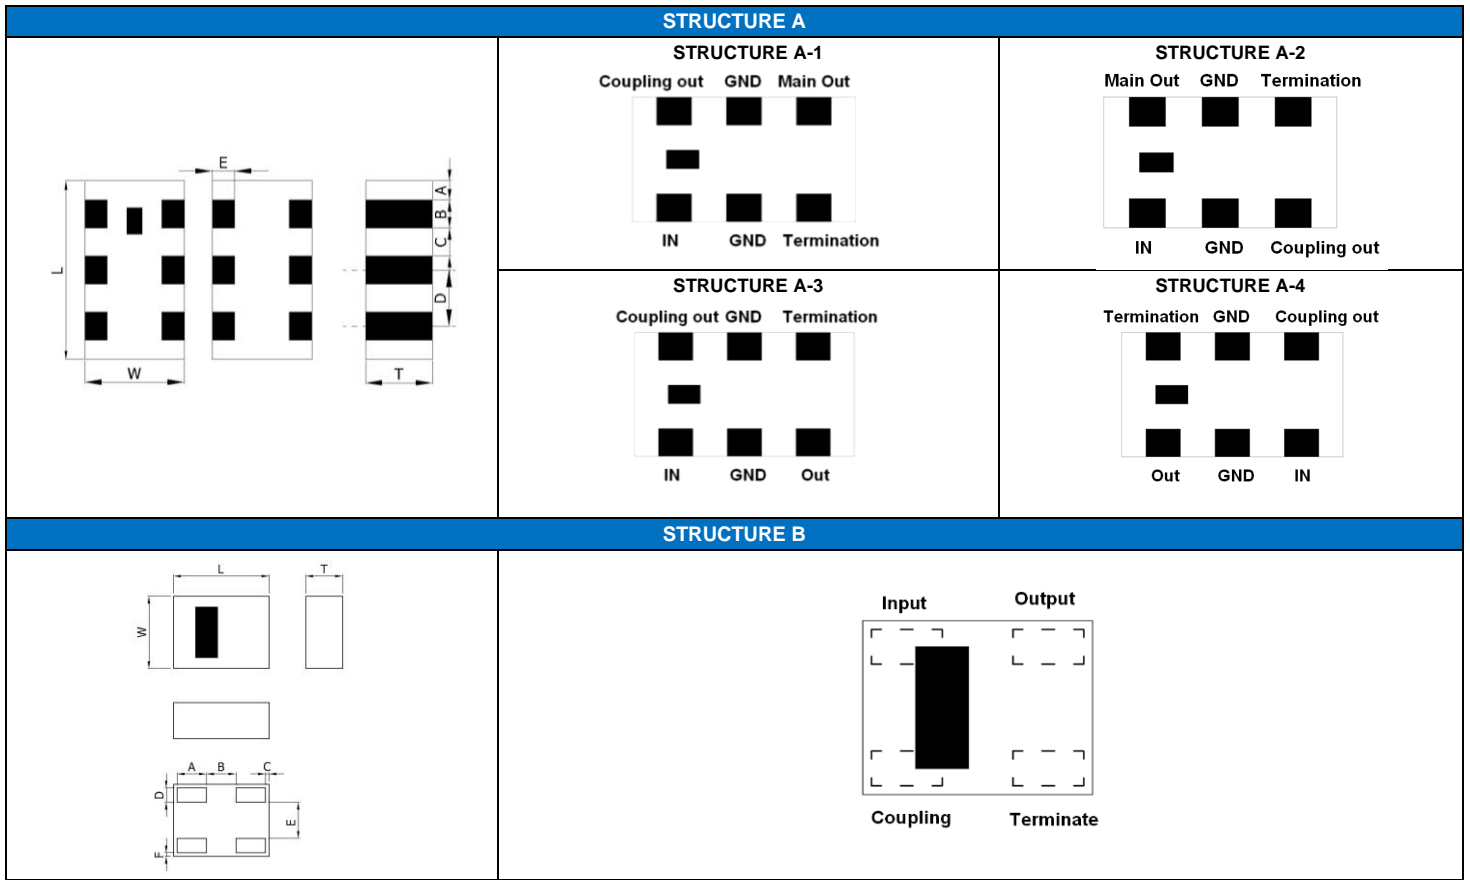 STRUCTURE A
E
A
B
C
D
L
W
T
STRUCTURE A-1
Coupling out GND Main Out
IN GND Termination
STRUCTURE A-2
Main Out GND Termination
IN GND Coupling out
STRUCTURE A-3
Coupling out GND Termination
IN GND Out
STRUCTURE A-4
Termination GND Coupling out
Out GND IN
STRUCTURE B
L T
W
A B C
D
E
F
Input Output
Coupling Terminate